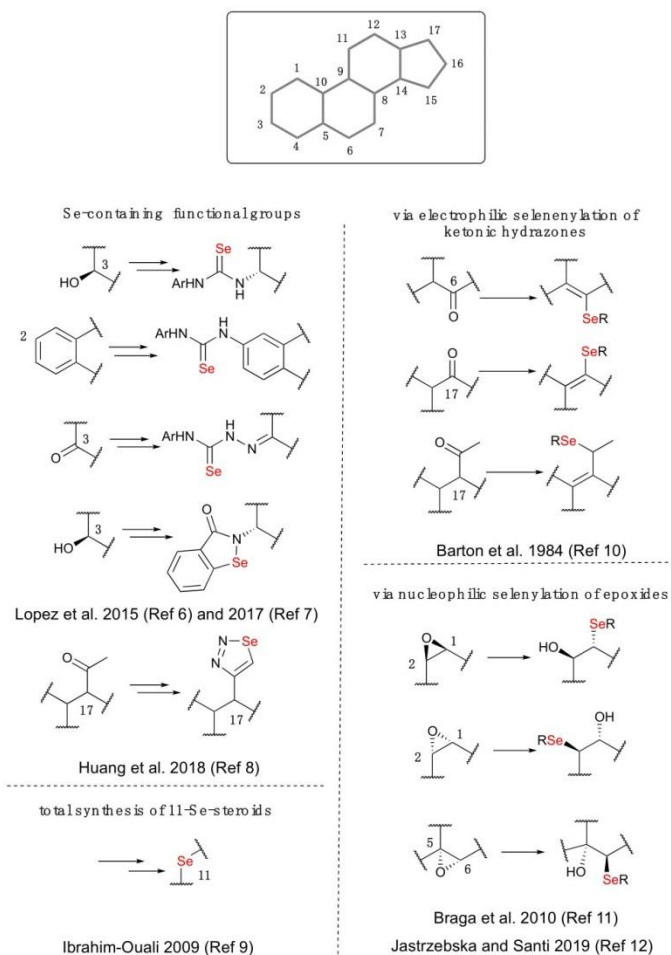 12
11
13
17
1
9
16
10
2
8
14
15
3
5
7
4
6
Se-containing functional groups
HO
3
Se
ArHN
N
H
2
ArHN
H
N
Se
O
3
ArHN
H
N
N
Se
HO
3
O
N
Se
Lopez et al. 2015 (Ref 6) and 2017 (Ref 7)
O
17
N
Se
N
17
Huang et al. 2018 (Ref 8)
total synthesis of 11-Se-steroids
Se
11
Ibrahim-Ouali 2009 (Ref 9)
via electrophilic selenenylation of
ketonic hydrazones
6
O
SeR
O
17
SeR
O
17
RSe
Barton et al. 1984 (Ref 10)
via nucleophilic selenylation of epoxides
O
1
2
SeR
HO
O
1
2
OH
RSe
5
O
6
HO
SeR
Braga et al. 2010 (Ref 11)
Jastrzebska and Santi 2019 (Ref 12)